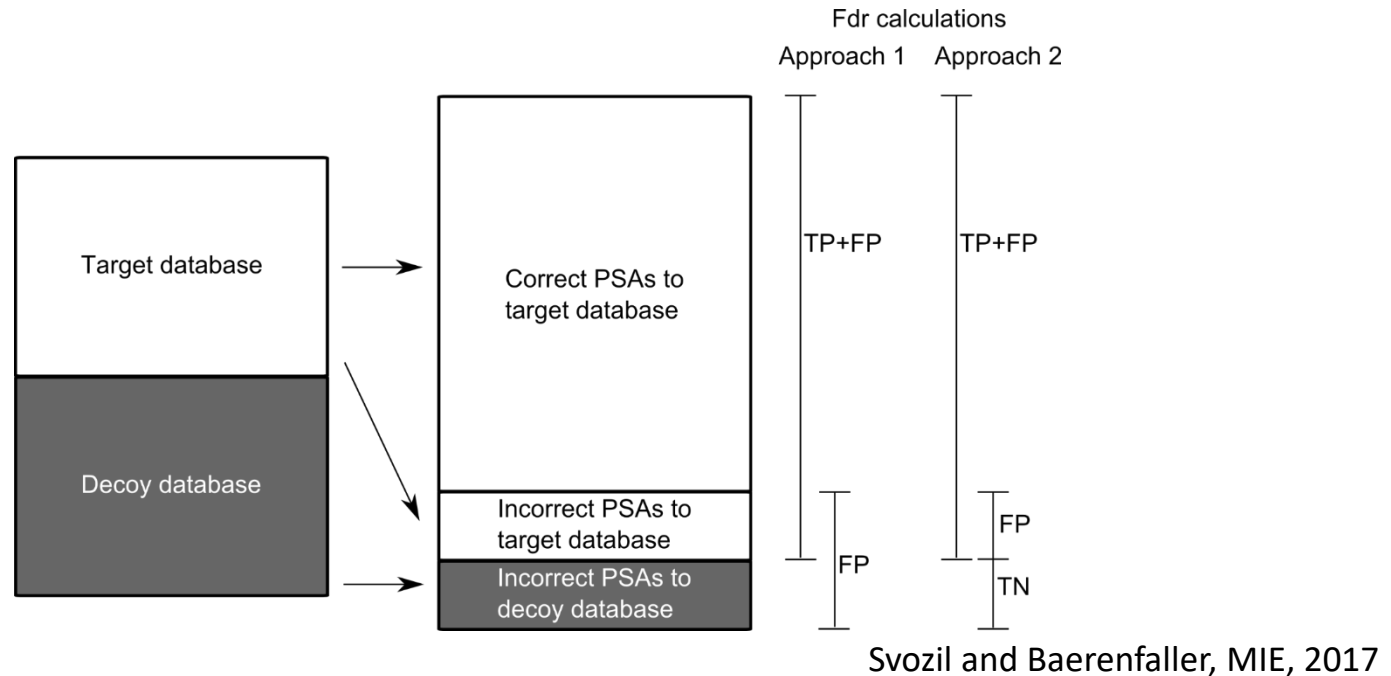 Fdr calculations
Approach 1 Approach 2
Target database
Decoy database
Correct PSAs to
target database
Incorrect PSAs to
target database
Incorrect PSAs to
decoy database
TP+FP
TP+FP
FP
FP
TN
Svozil and Baerenfaller, MIE, 2017